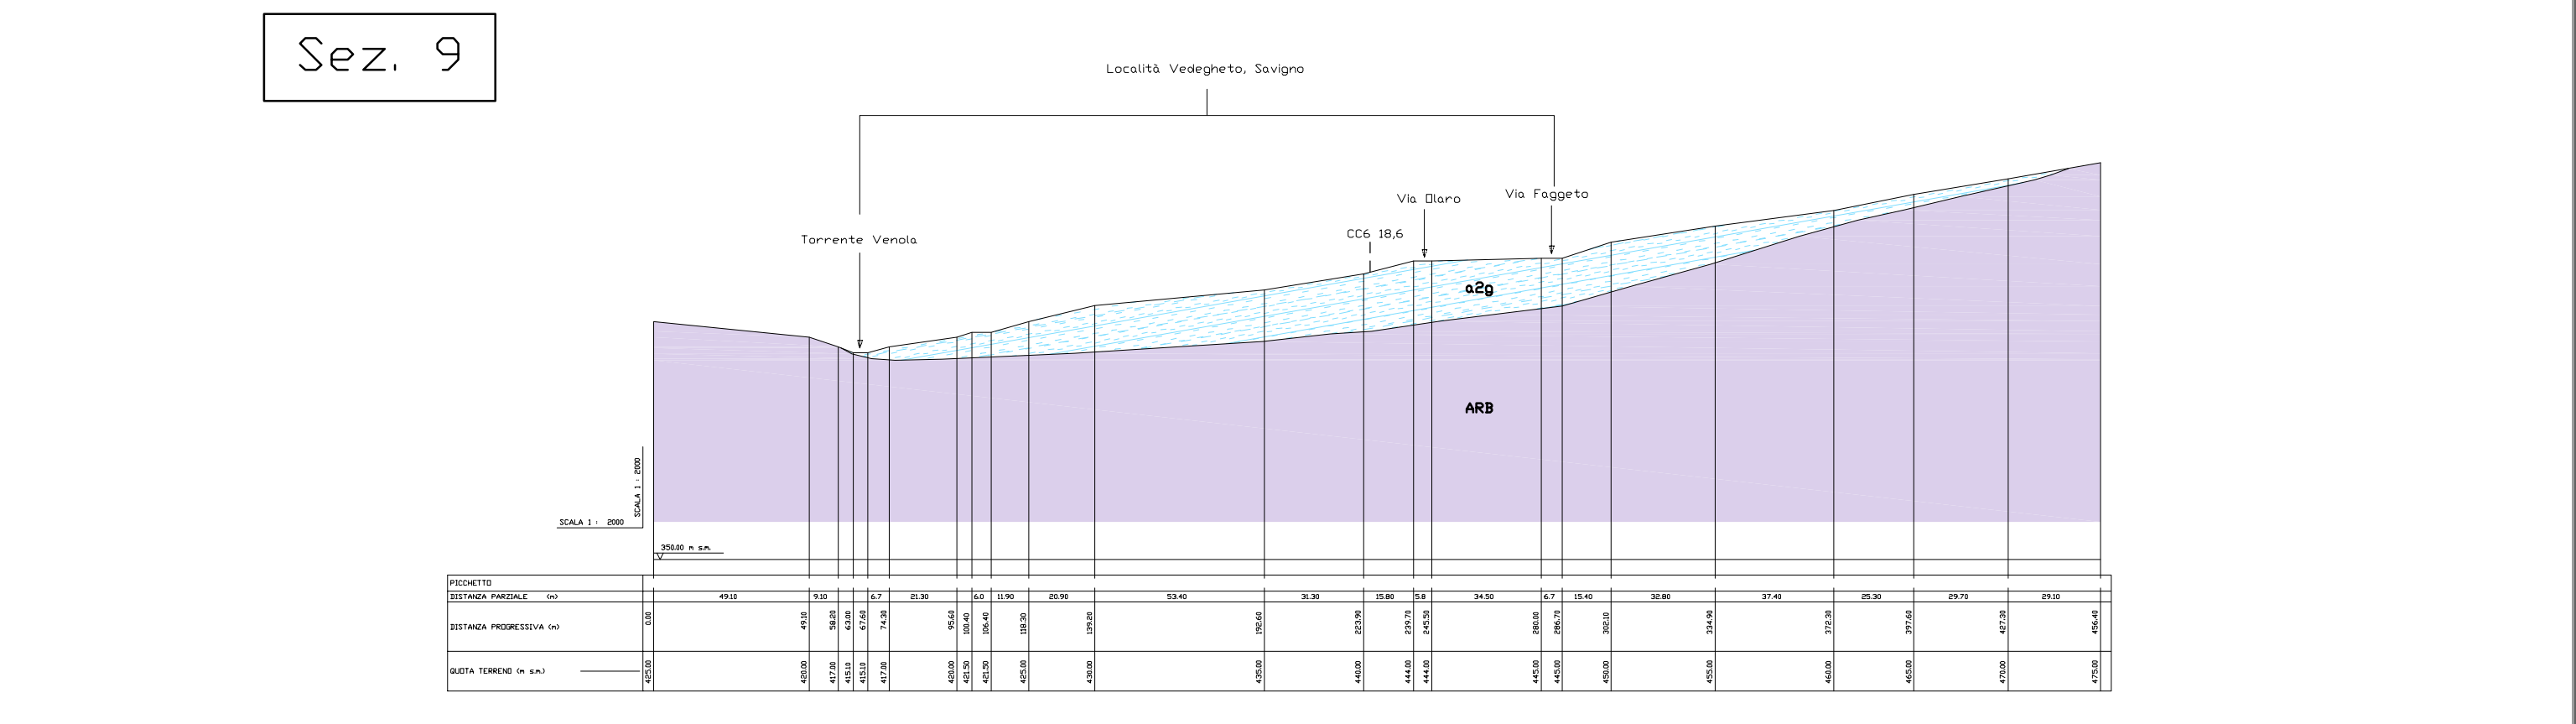 Sez. 9
Località Vedegheto, Savigno
Via Faggeto
Via Olaro
CC6 18,6
Torrente Venola
a2g
ARB
SCALA 1 : 2000
SCALA 1 : 2000
350.00 m s.m.
PICCHETTO
DISTANZA PARZIALE (m) 49.10 9.10 6.7 21.30 6.0 11.90 20.90 53.40 31.30 15.80 5.8 34.50 6.7 15.40 32.80 37.40 25.30 29.70 29.10
DISTANZA PROGRESSIVA (m) 0.00 49.10 58.20 63.00 67.60 74.30 95.60 100.40 106.40 118.30 139.20 192.60 223.90 239.70 245.50 280.00 286.70 302.10 334.90 372.30 397.60 427.30 456.40
QUOTA TERRENO (m s.m.) 425.00 420.00 417.00 415.10 415.10 417.00 420.00 421.50 421.50 425.00 430.00 435.00 440.00 444.00 444.00 445.00 445.00 450.00 455.00 460.00 465.00 470.00 475.00